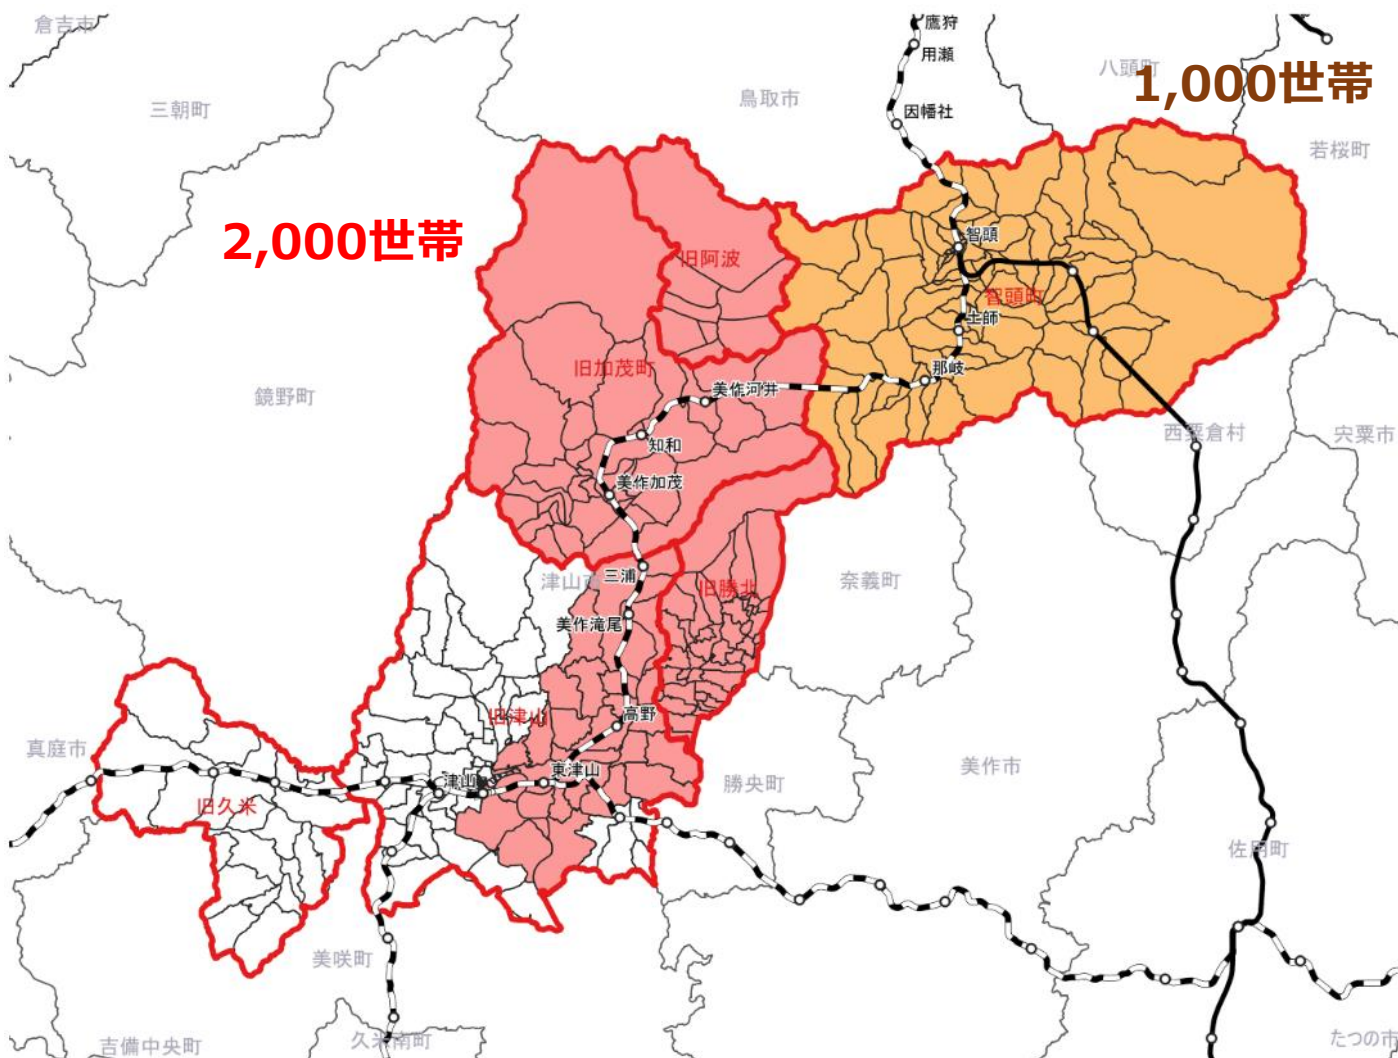 倉吉市
鷹狩
用瀬
八頭町
1,000世帯
三朝町
鳥取市
因幡社
若桜町
2,000世帯
智頭
旧阿波
智頭町
土師
旧加茂町
那岐
美作河井
鏡野町
西粟倉村
宍粟市
知和
美作加茂
津山市
三浦
旧勝北
奈義町
美作滝尾
旧津山
高野
真庭市
東津山
津山
勝央町
美作市
旧久米
佐用町
美咲町
久米南町
吉備中央町
たつの市